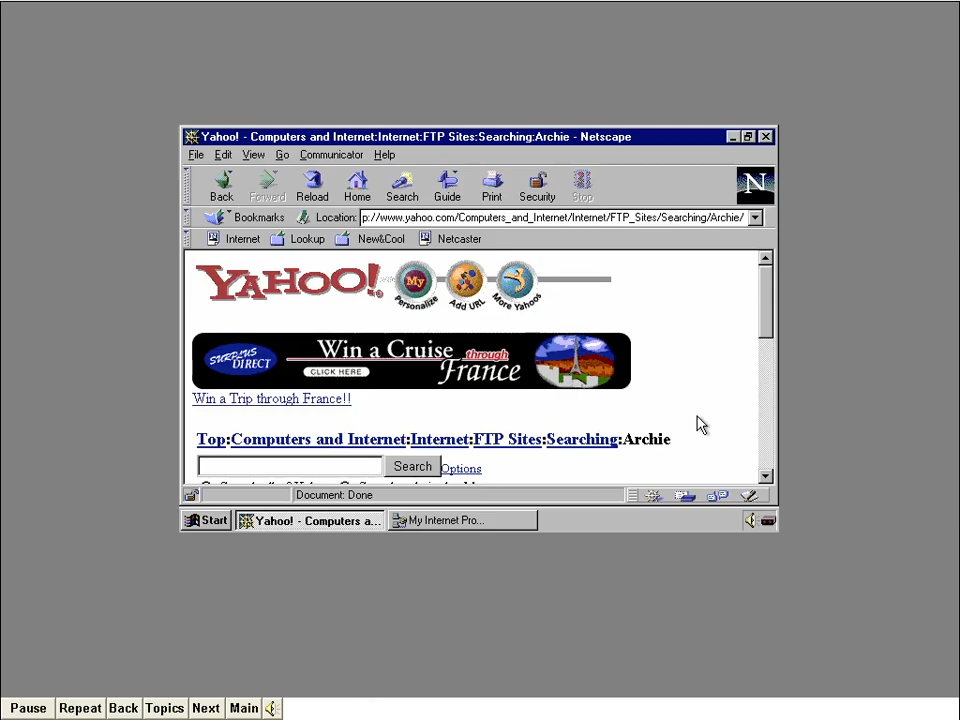 Yahoo! - Computers and Internet:Internet:FTP Sites:Searching:Archie - Netscape
File Edit View Go Communicator Help
Back Forward Reload Home Search Guide Print Security Stop
N
Bookmarks Location: p://www.yahoo.com/Computers_and_Internet/Internet/FTP_Sites/Searching/Archie/
Internet Lookup New&Cool Netcaster
YAHOO! My
Personalize Add URL More Yahoos
SURPLUS DIRECT Win a Cruise through France
CLICK HERE
Win a Trip through France!!
Top:Computers and Internet:Internet:FTP Sites:Searching:Archie
Search Options
Document: Done
Start Yahoo! - Computers a... My Internet Pro...
Pause Repeat Back Topics Next Main